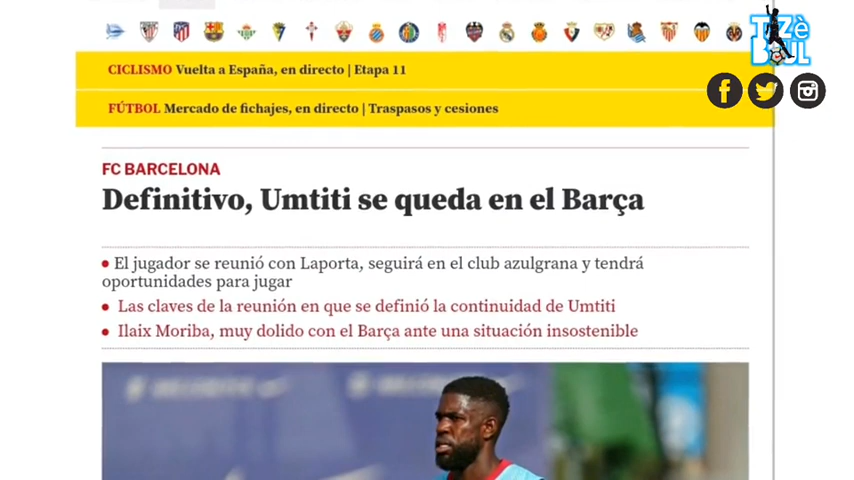 TZè
BOUL
CICLISMO Vuelta a España, en directo | Etapa 11
FÚTBOL Mercado de fichajes, en directo | Traspasos y cesiones
FC BARCELONA
Definitivo, Umtiti se queda en el Barça
El jugador se reunió con Laporta, seguirá en el club azulgrana y tendrá
oportunidades para jugar
Las claves de la reunión en que se definió la continuidad de Umtiti
Ilaix Moriba, muy dolido con el Barça ante una situación insostenible